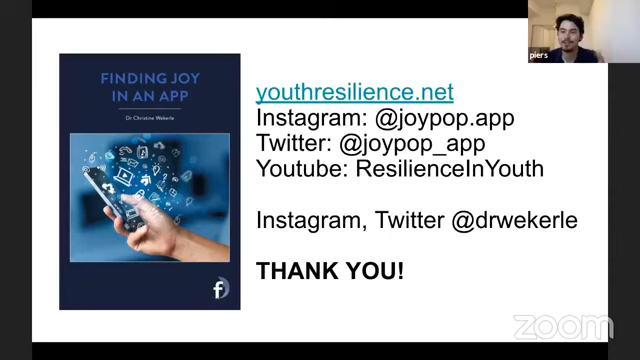 piers
FINDING JOY
IN AN APP
Dr Christine Wekerle
f
youthresilience.net
Instagram: @joypop.app
Twitter: @joypop_app
Youtube: ResilienceInYouth
Instagram, Twitter @drwekerle
THANK YOU!
zoom